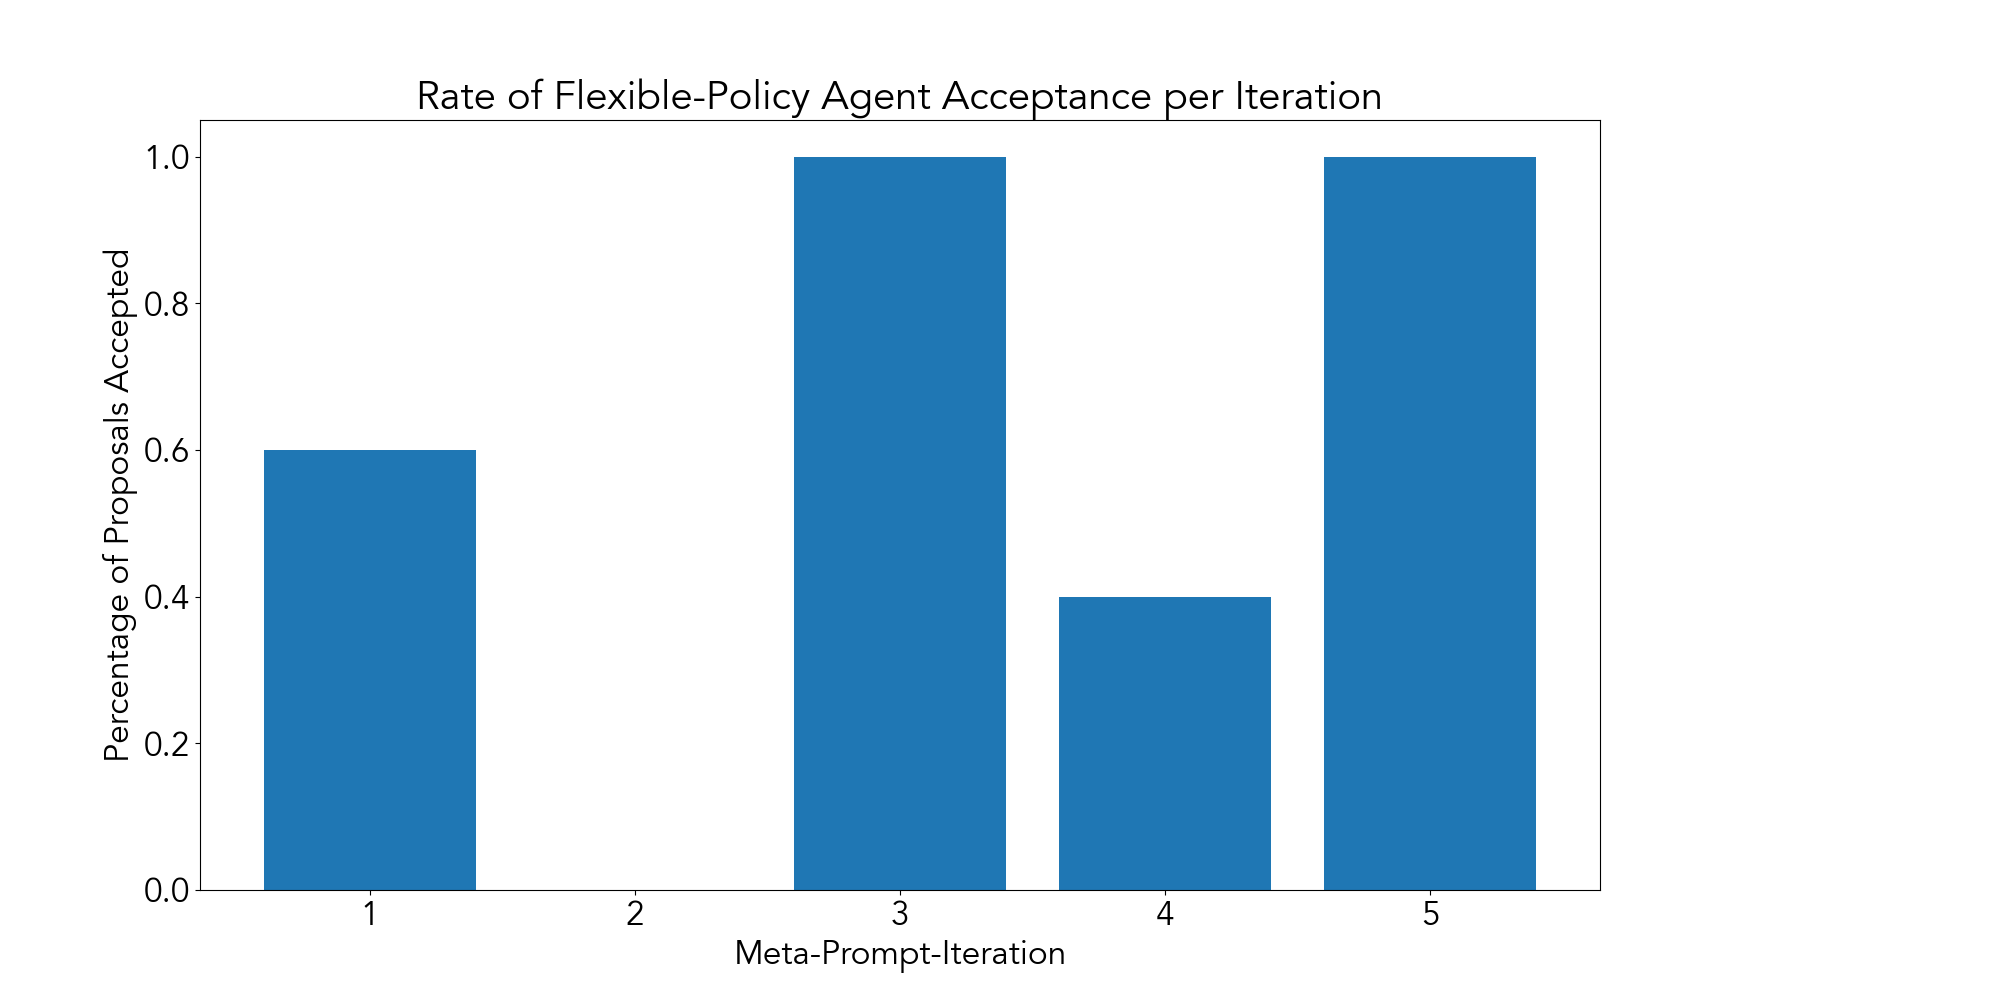 Rate of Flexible-Policy Agent Acceptance per Iteration
Percentage of Proposals Accepted
1.0
0.8
0.6
0.4
0.2
0.0
1 2 3 4 5
Meta-Prompt-Iteration